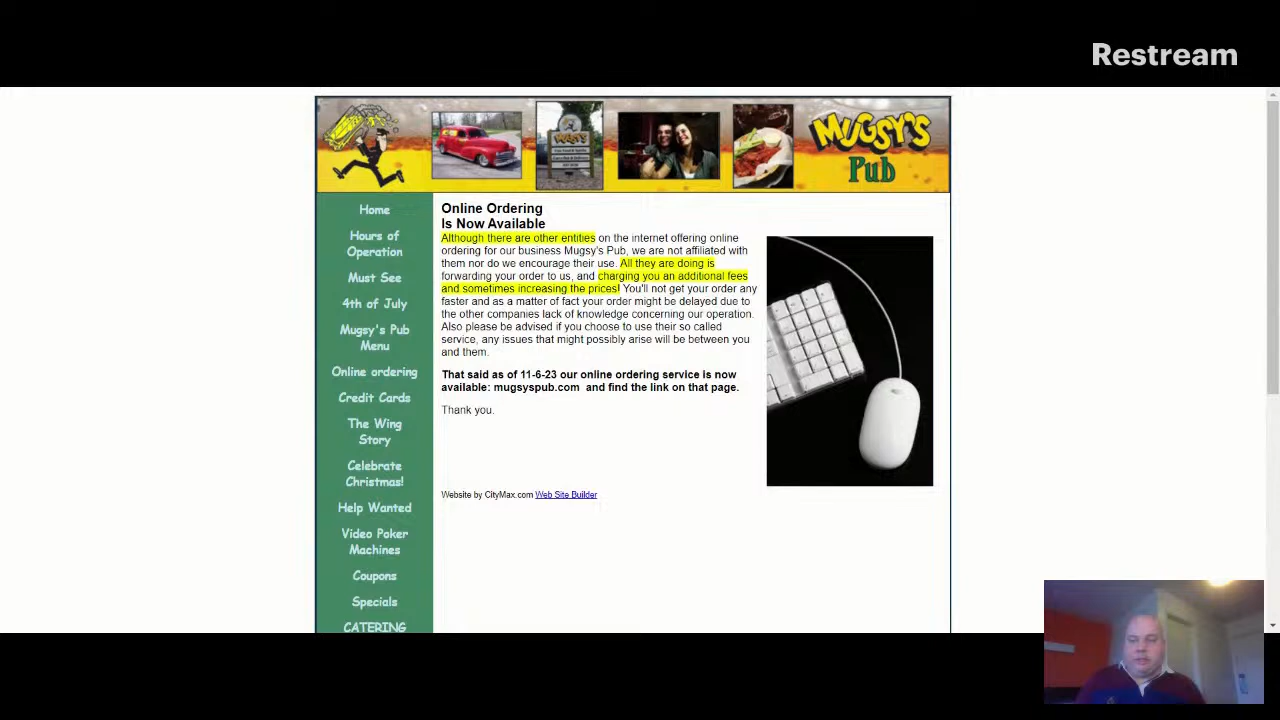 Restream
MUGSY'S
MUGSY'S
Pub
Home
Hours of
Operation
Must See
4th of July
Mugsy's Pub
Menu
Online ordering
Credit Cards
The Wing
Story
Celebrate
Christmas!
Help Wanted
Video Poker
Machines
Coupons
Specials
CATERING
Online Ordering
Is Now Available
Although there are other entities on the internet offering online
ordering for our business Mugsy's Pub, we are not affiliated with
them nor do we encourage their use. All they are doing is
forwarding your order to us, and charging you an additional fees
and sometimes increasing the prices! You'll not get your order any
faster and as a matter of fact your order might be delayed due to
the other companies lack of knowledge concerning our operation.
Also please be advised if you choose to use their so called
service, any issues that might possibly arise will be between you
and them.
That said as of 11-6-23 our online ordering service is now
available: mugsyspub.com and find the link on that page.
Thank you.
Website by CityMax.com Web Site Builder